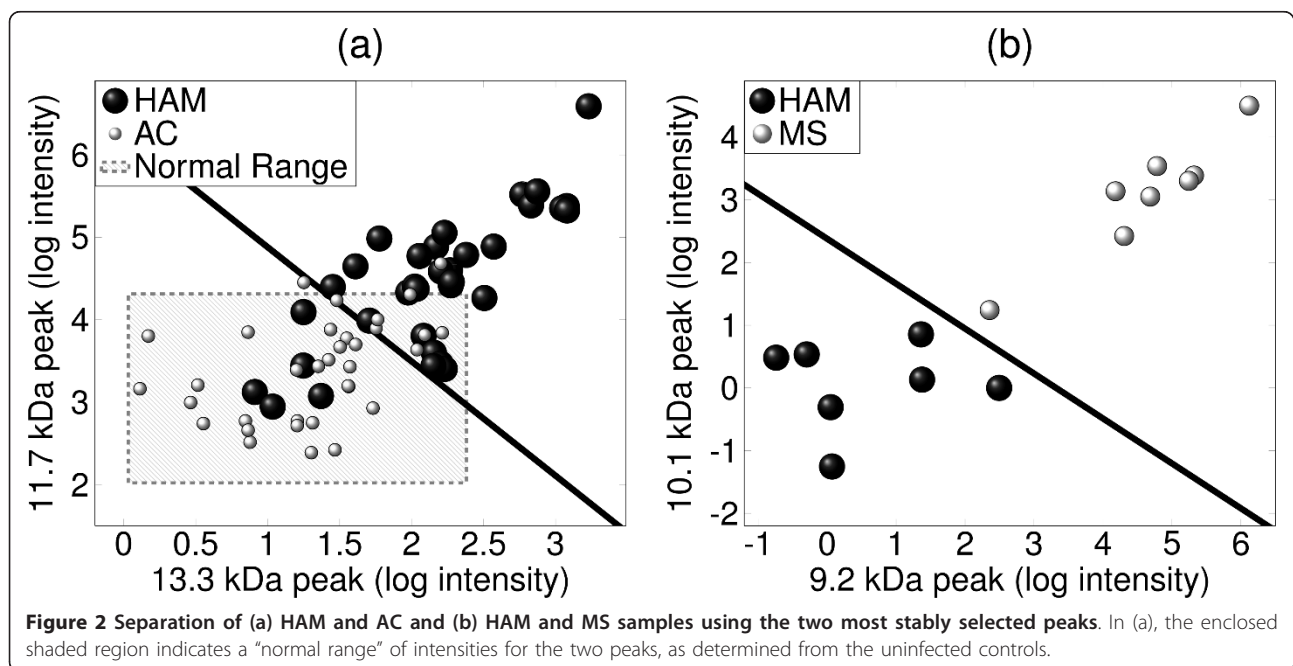 (a)
11.7 kDa peak (log intensity)
HAM
AC
Normal Range
6
5
4
3
2
0 0.5 1 1.5 2 2.5 3
13.3 kDa peak (log intensity)
(b)
10.1 kDa peak (log intensity)
HAM
MS
4
3
2
1
0
-1
-2
-1 0 1 2 3 4 5 6
9.2 kDa peak (log intensity)
Figure 2 Separation of (a) HAM and AC and (b) HAM and MS samples using the two most stably selected peaks. In (a), the enclosed
shaded region indicates a “normal range” of intensities for the two peaks, as determined from the uninfected controls.